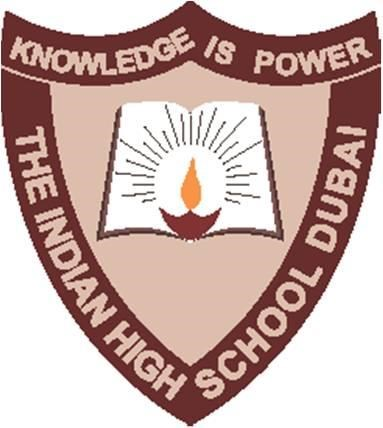 KNOWLEDGE IS POWER
THE INDIAN HIGH SCHOOL DUBAI